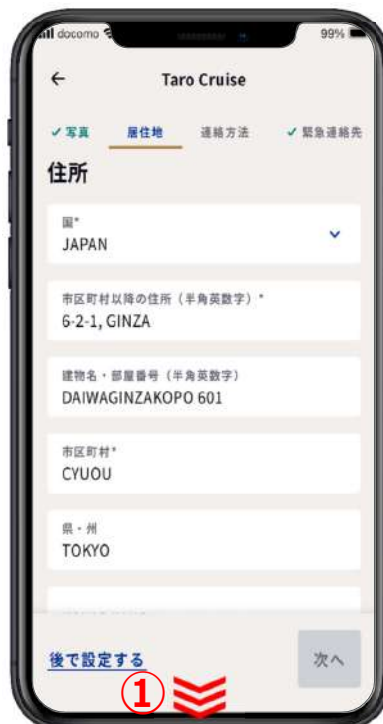 docomo
99%
←
Taro Cruise
✓写真 居住地 連絡方法 ✓緊急連絡先
住所
国*
JAPAN
市区町村以降の住所（半角英数字）*
6-2-1, GINZA
建物名・部屋番号（半角英数字）
DAIWAGINZAKOPO 601
市区町村*
CYUOU
県・州
TOKYO
後で設定する
次へ
①